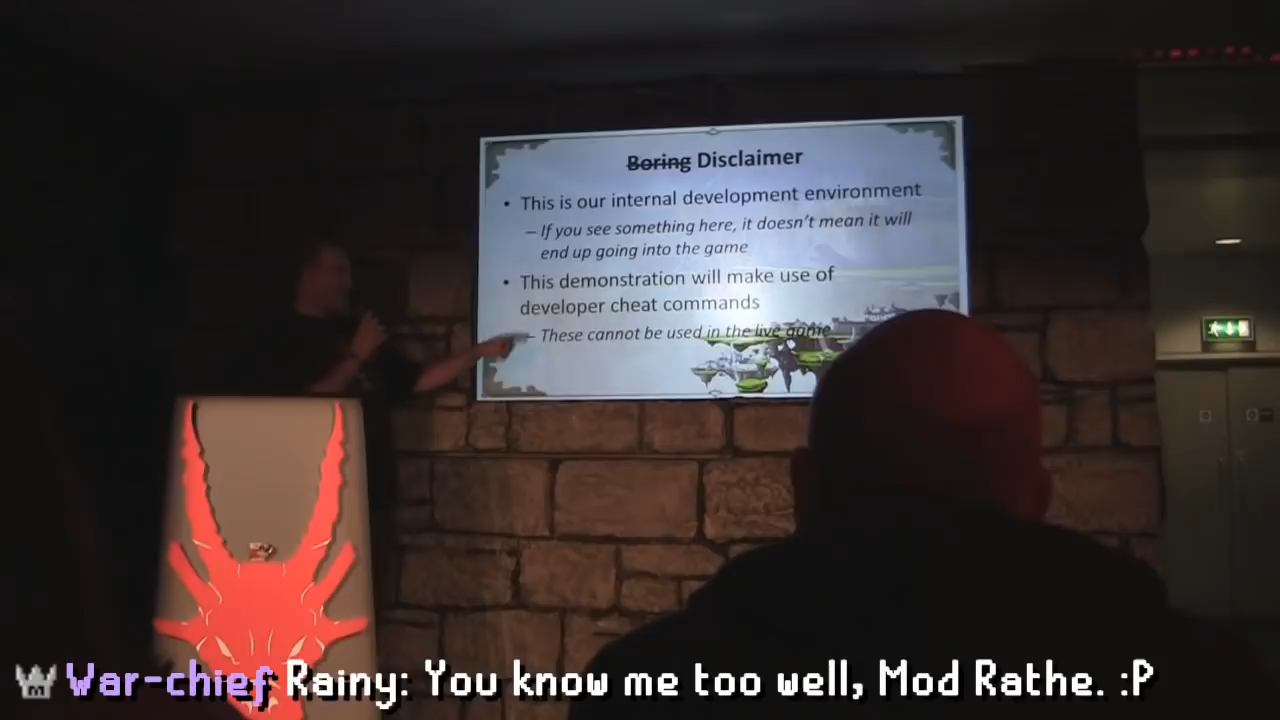 Boring Disclaimer
• This is our internal development environment
– If you see something here, it doesn't mean it will
end up going into the game
• This demonstration will make use of
developer cheat commands
– These cannot be used in the live game
War-chief Rainy: You know me too well, Mod Rathe. :P